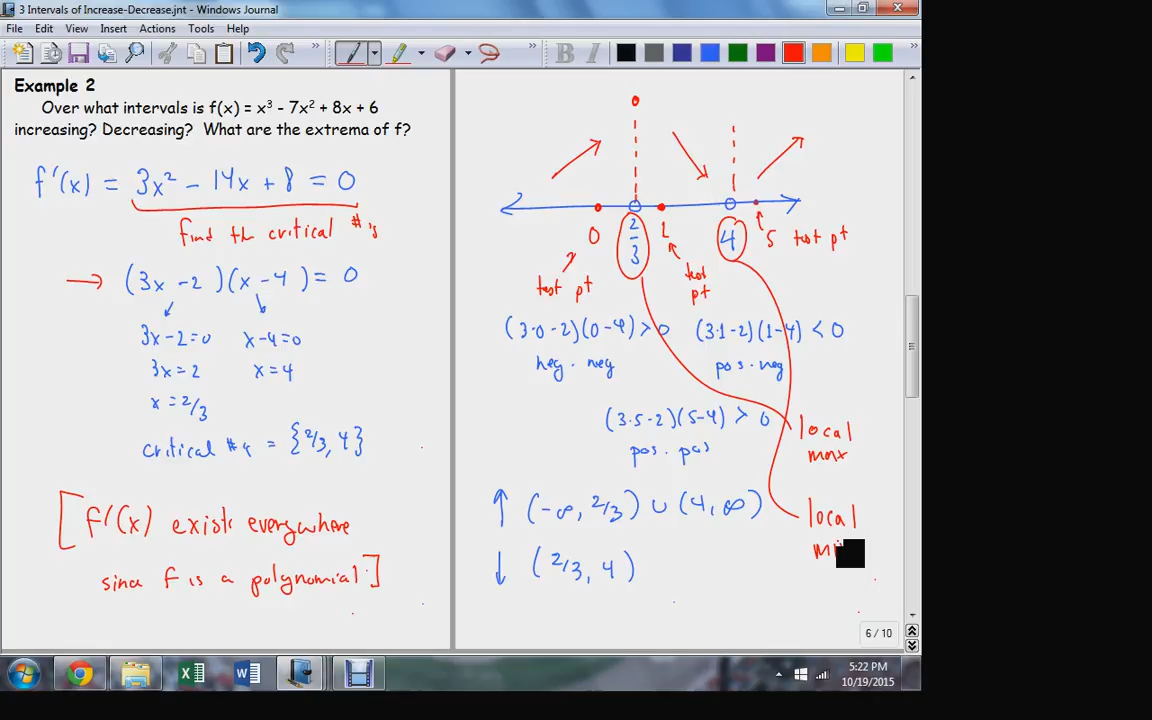 3 Intervals of Increase-Decrease.jnt - Windows Journal
File Edit View Insert Actions Tools Help
Example 2
Over what intervals is f(x) = x³ - 7x² + 8x + 6
increasing? Decreasing? What are the extrema of f?
f'(x) = 3x² - 14x + 8 = 0
find the critical #'s
→ (3x - 2)(x - 4) = 0
3x - 2 = 0 x - 4 = 0
3x = 2 x = 4
x = 2/3
critical #s = {2/3, 4}
[f'(x) exists everywhere
since f is a polynomial.]
0 2/3 1 4 5 test pt
test pt
test
pt
(3·0-2)(0-4) > 0 (3·1-2)(1-4) < 0
neg · neg pos · neg
(3·5-2)(5-4) > 0
pos · pos
local
max
↑ (-∞, 2/3) ∪ (4, ∞)
local
↓ (2/3, 4)
6 / 10
5:22 PM
10/19/2015